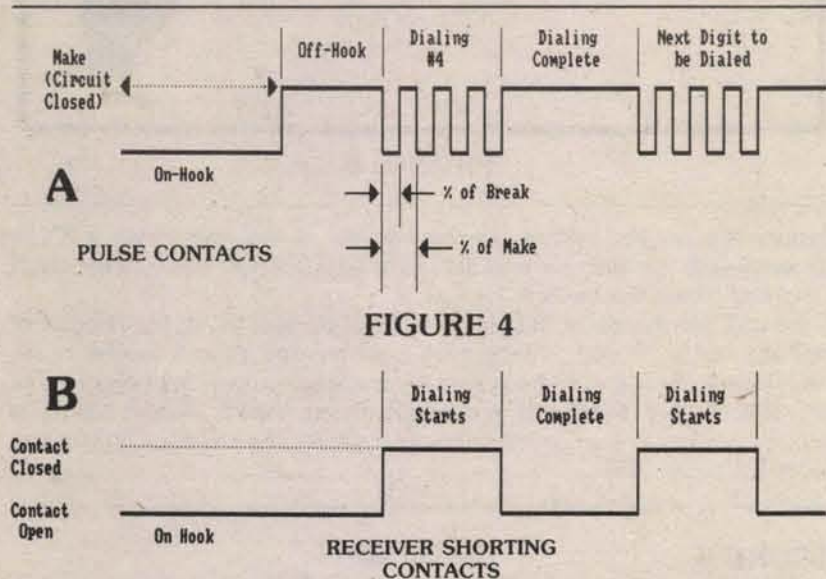 Off-Hook
Dialing
#4
Dialing
Complete
Next Digit to
be Dialed
Make
(Circuit
Closed)
On-Hook
A
% of Break
% of Make
PULSE CONTACTS
FIGURE 4
B
Dialing
Starts
Dialing
Complete
Dialing
Starts
Contact
Closed
Contact
Open
On Hook
RECEIVER SHORTING
CONTACTS